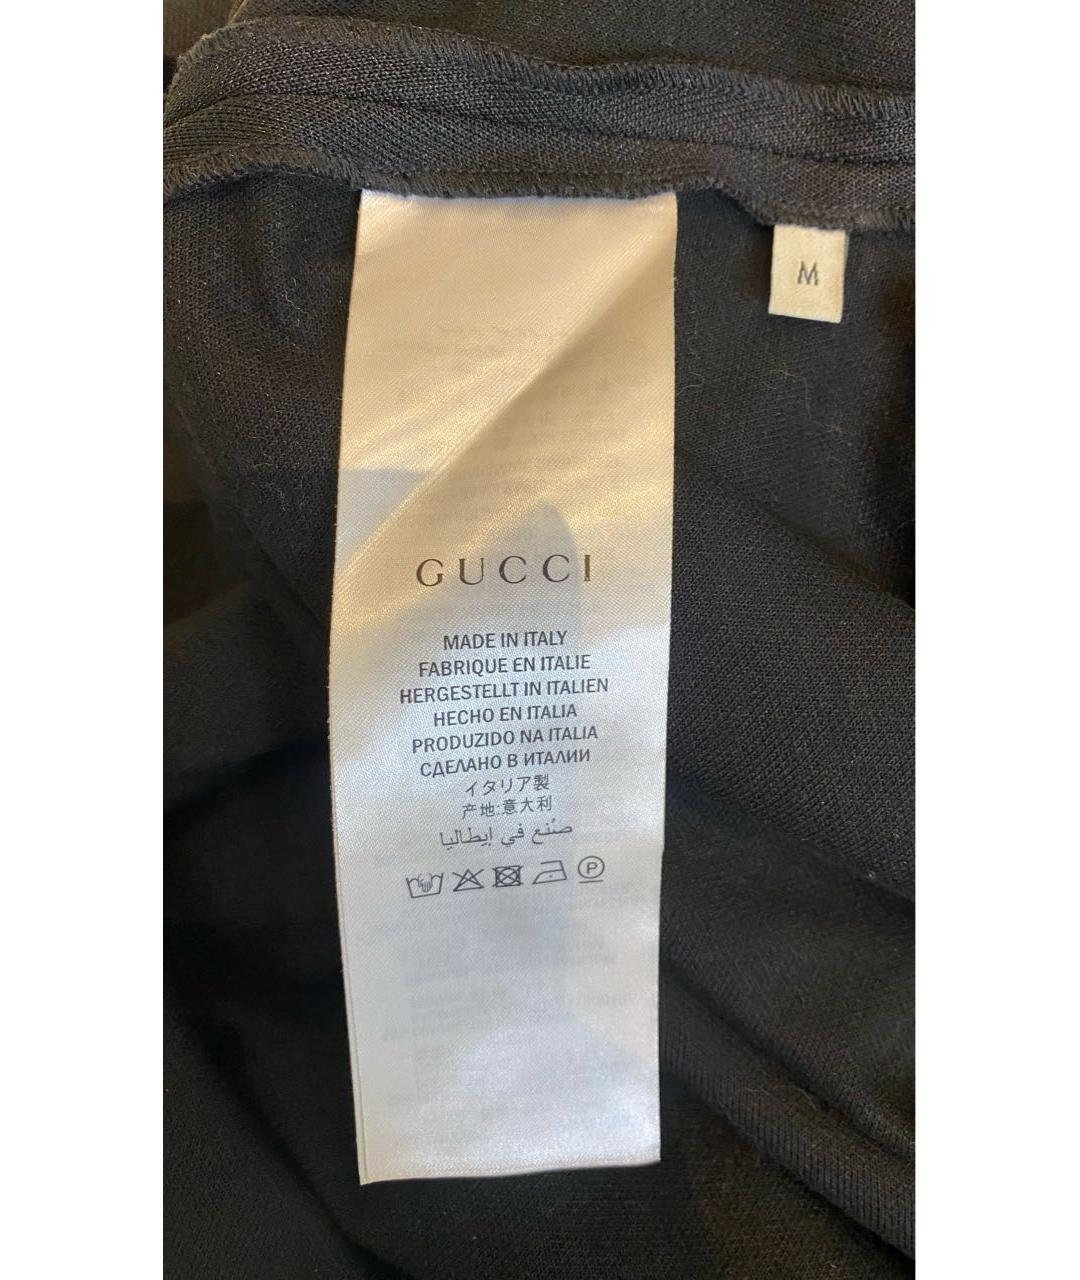 M
GUCCI
MADE IN ITALY
FABRIQUE EN ITALIE
HERGESTELLT IN ITALIEN
HECHO EN ITALIA
PRODUZIDO NA ITALIA
СДЕЛАНО В ИТАЛИИ
イタリア製
产地:意大利
صُنع في إيطاليا
P